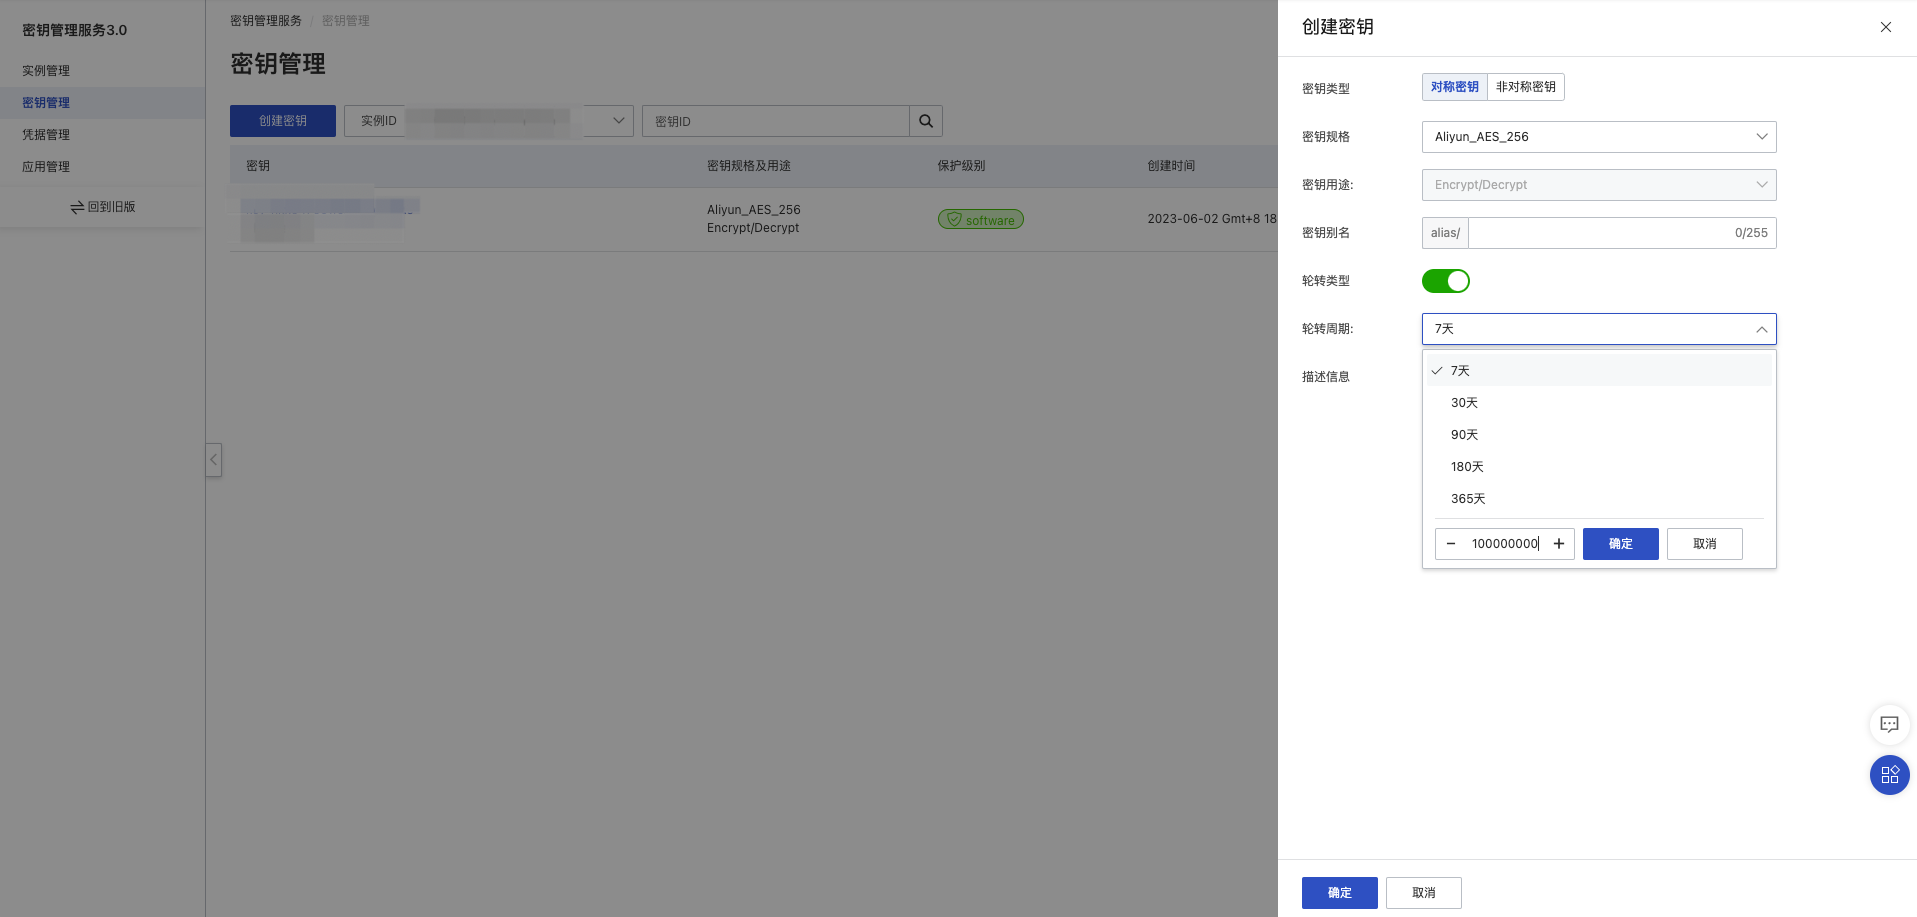 密钥管理服务3.0
实例管理
密钥管理
凭据管理
应用管理
回到旧版
密钥管理服务 / 密钥管理
密钥管理
创建密钥
实例ID
密钥ID
密钥 密钥规格及用途 保护级别 创建时间
Aliyun_AES_256
Encrypt/Decrypt
software
2023-06-02 Gmt+8 18
创建密钥
密钥类型 对称密钥 非对称密钥
密钥规格 Aliyun_AES_256
密钥用途: Encrypt/Decrypt
密钥别名 alias/ 0/255
轮转类型
轮转周期: 7天
描述信息
7天
30天
90天
180天
365天
100000000 确定 取消
确定 取消